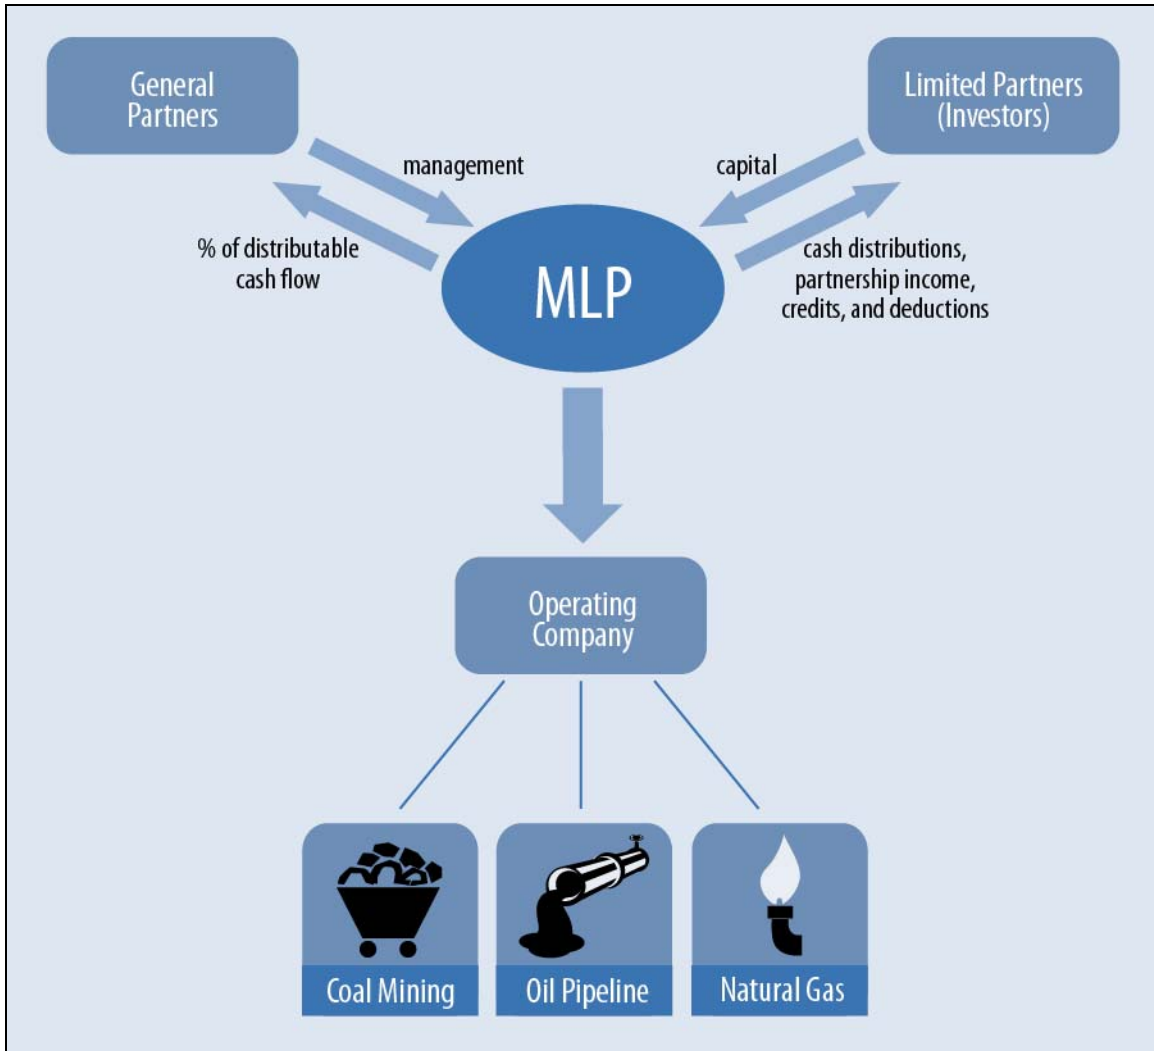 General
Partners
Limited Partners
(Investors)
management
capital
% of distributable
cash flow
MLP
cash distributions,
partnership income,
credits, and deductions
Operating
Company
Coal Mining
Oil Pipeline
Natural Gas